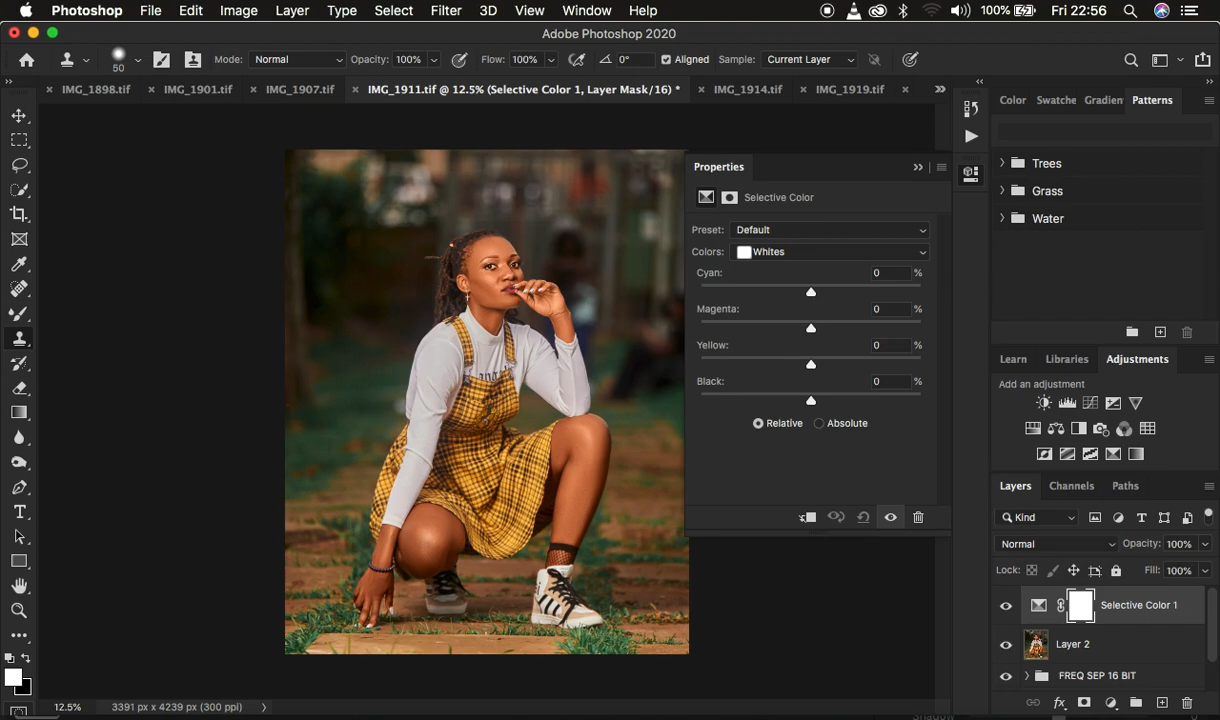 Photoshop File Edit Image Layer Type Select Filter 3D View Window Help 100% Fri 22:56
Adobe Photoshop 2020
50 Mode: Normal Opacity: 100% Flow: 100% 0° Aligned Sample: Current Layer
IMG_1898.tif IMG_1901.tif IMG_1907.tif IMG_1911.tif @ 12.5% (Selective Color 1, Layer Mask/16) * IMG_1914.tif IMG_1919.tif
Color Swatche Gradien Patterns
Trees
Grass
Water
Properties
Selective Color
Preset: Default
Colors: Whites
Cyan: 0 %
Magenta: 0 %
Yellow: 0 %
Black: 0 %
Relative Absolute
Learn Libraries Adjustments
Add an adjustment
Layers Channels Paths
Kind
Normal Opacity: 100%
Lock: Fill: 100%
Selective Color 1
Layer 2
FREQ SEP 16 BIT
12.5% 3391 px x 4239 px (300 ppi)